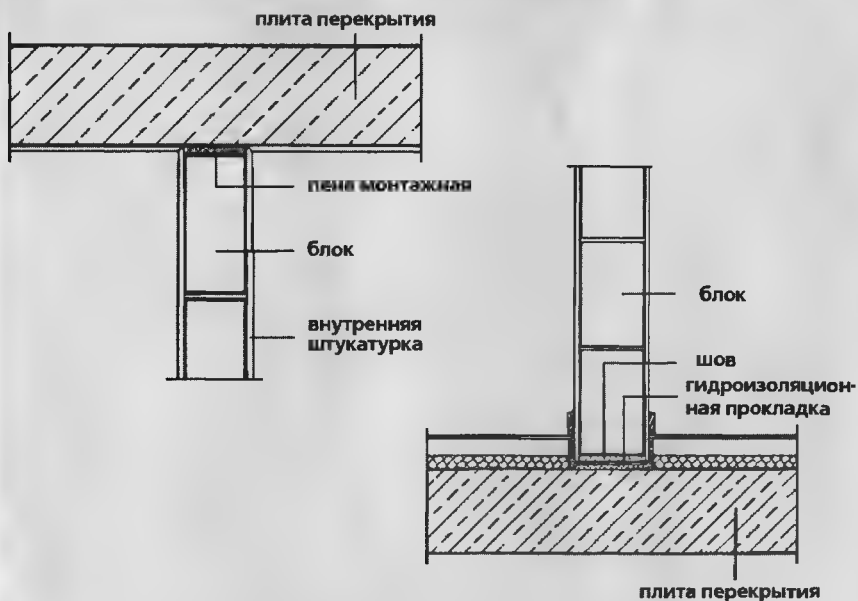 плита перекрытия
пена монтажная
блок
внутренняя
штукатурка
блок
шов
гидроизоляцион-
ная прокладка
плита перекрытия